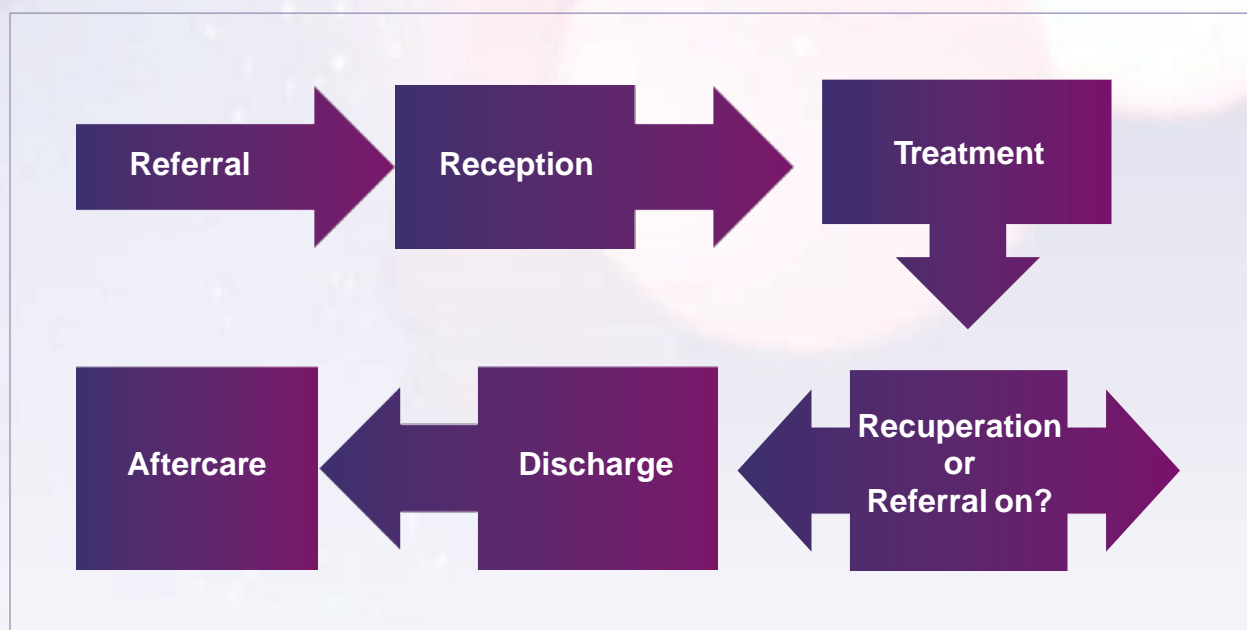 Referral
Reception
Treatment
Recuperation
or
Referral on?
Discharge
Aftercare